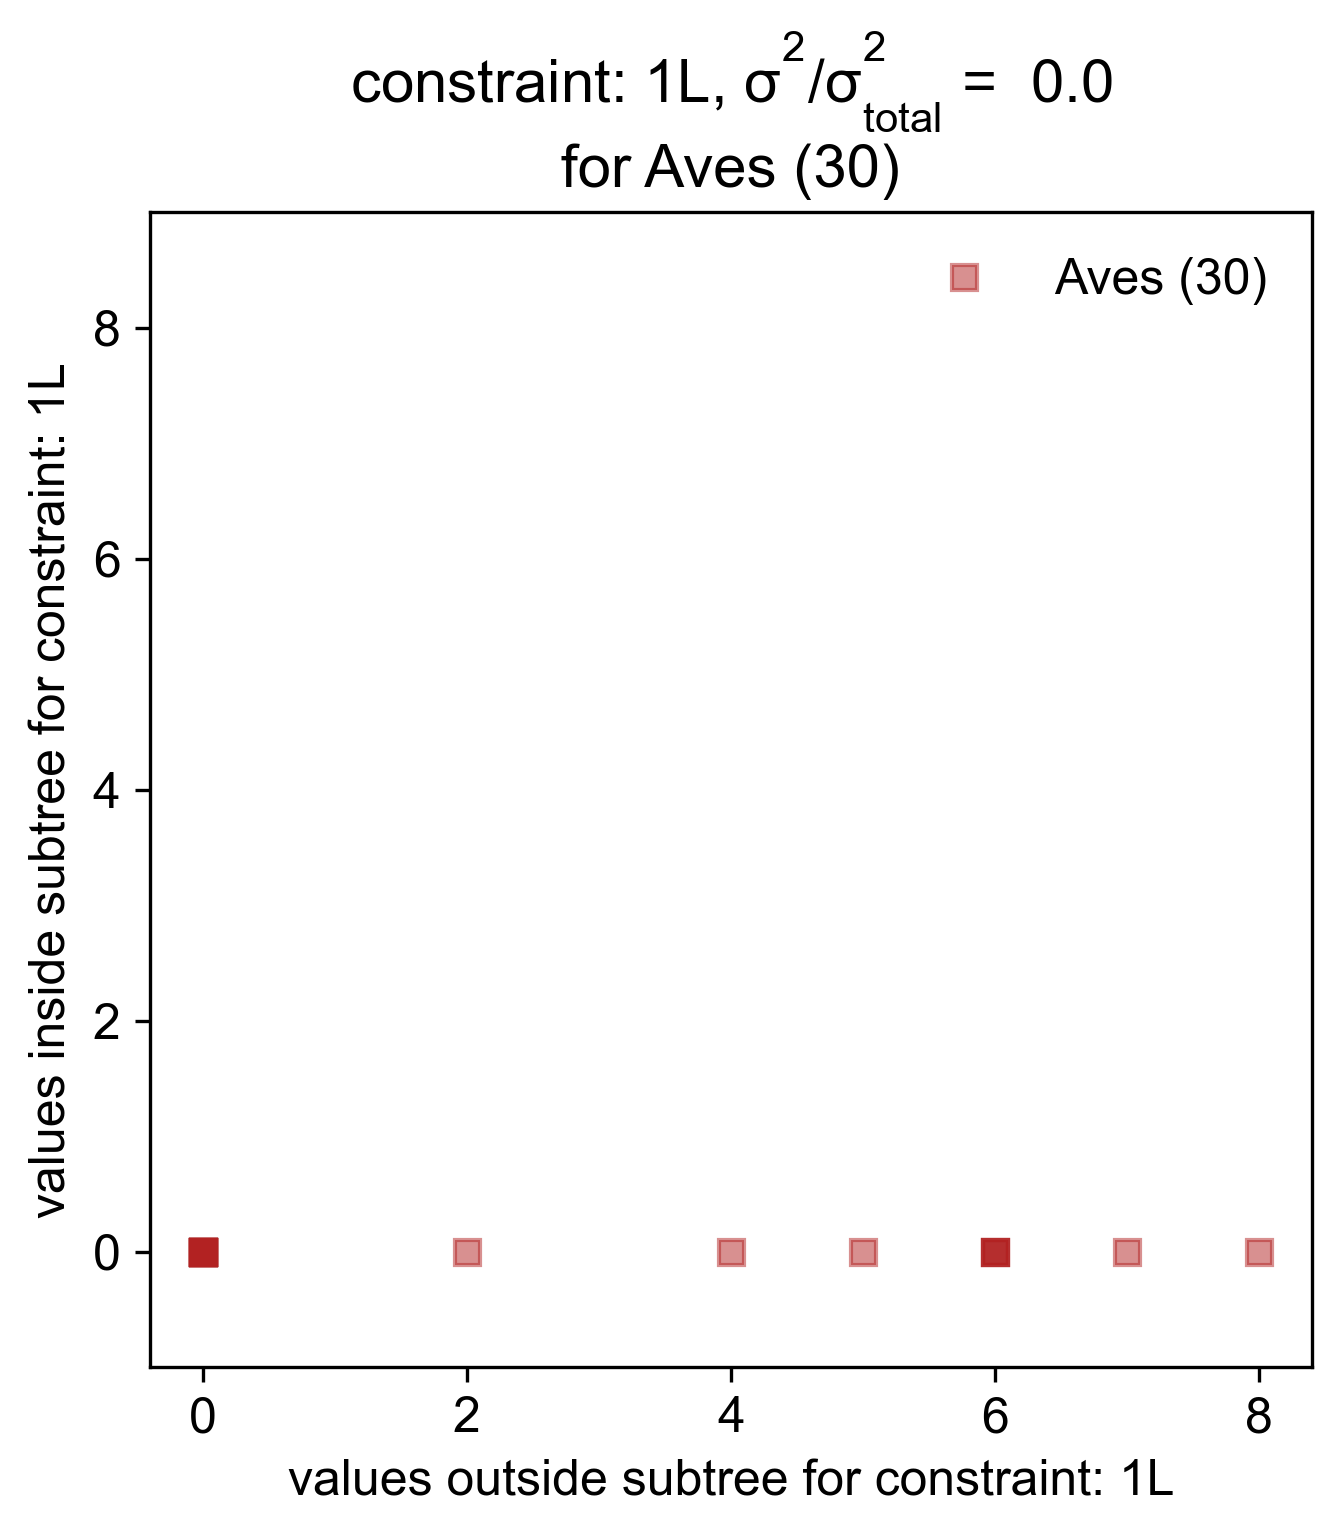 constraint: 1L, σ²/σ²total = 0.0
for Aves (30)
Aves (30)
values inside subtree for constraint: 1L
8
6
4
2
0
0 2 4 6 8
values outside subtree for constraint: 1L